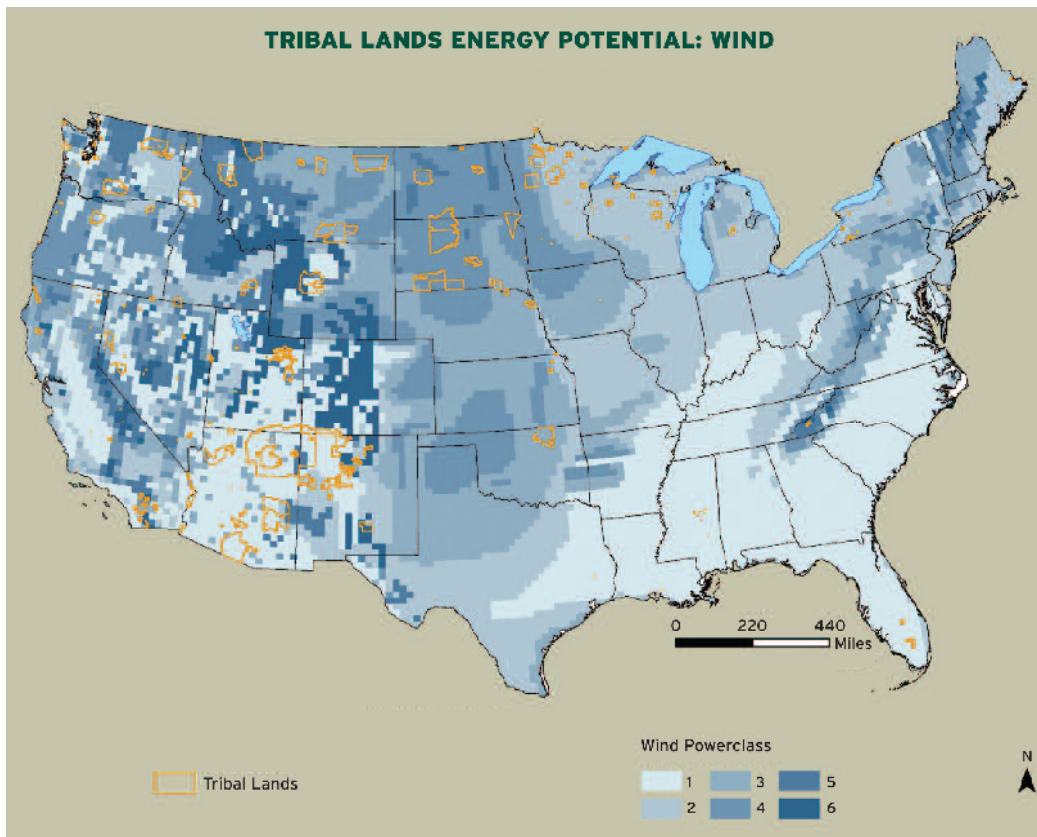 TRIBAL LANDS ENERGY POTENTIAL: WIND
0 220 440
Miles
Wind Powerclass
Tribal Lands
1 3 5
2 4 6
N